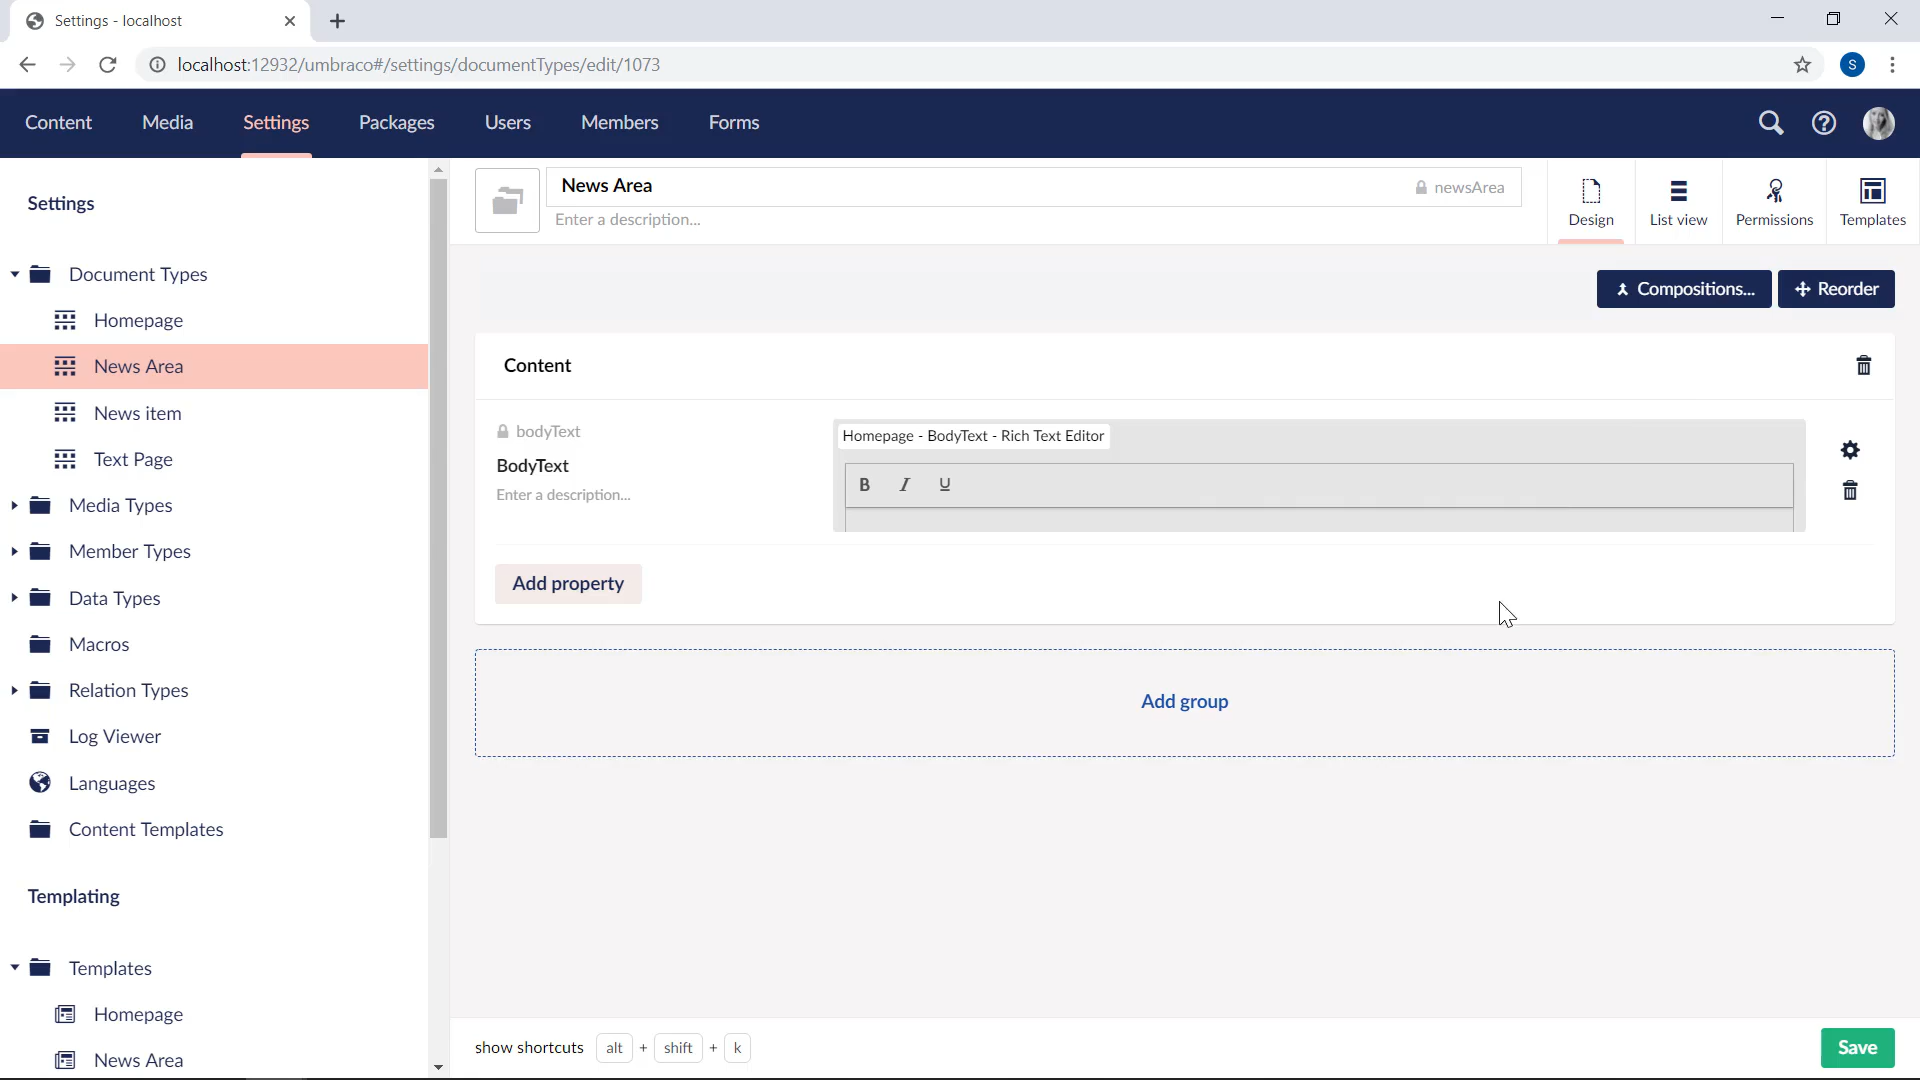 Settings - localhost
localhost:12932/umbraco#/settings/documentTypes/edit/1073
S
Content Media Settings Packages Users Members Forms
Settings
Document Types
Homepage
News Area
News item
Text Page
Media Types
Member Types
Data Types
Macros
Relation Types
Log Viewer
Languages
Content Templates
Templating
Templates
Homepage
News Area
News Area
newsArea
Enter a description...
Design
List view
Permissions
Templates
Compositions...
Reorder
Content
bodyText
BodyText
Enter a description...
Homepage - BodyText - Rich Text Editor
B I U
Add property
Add group
show shortcuts alt + shift + k
Save